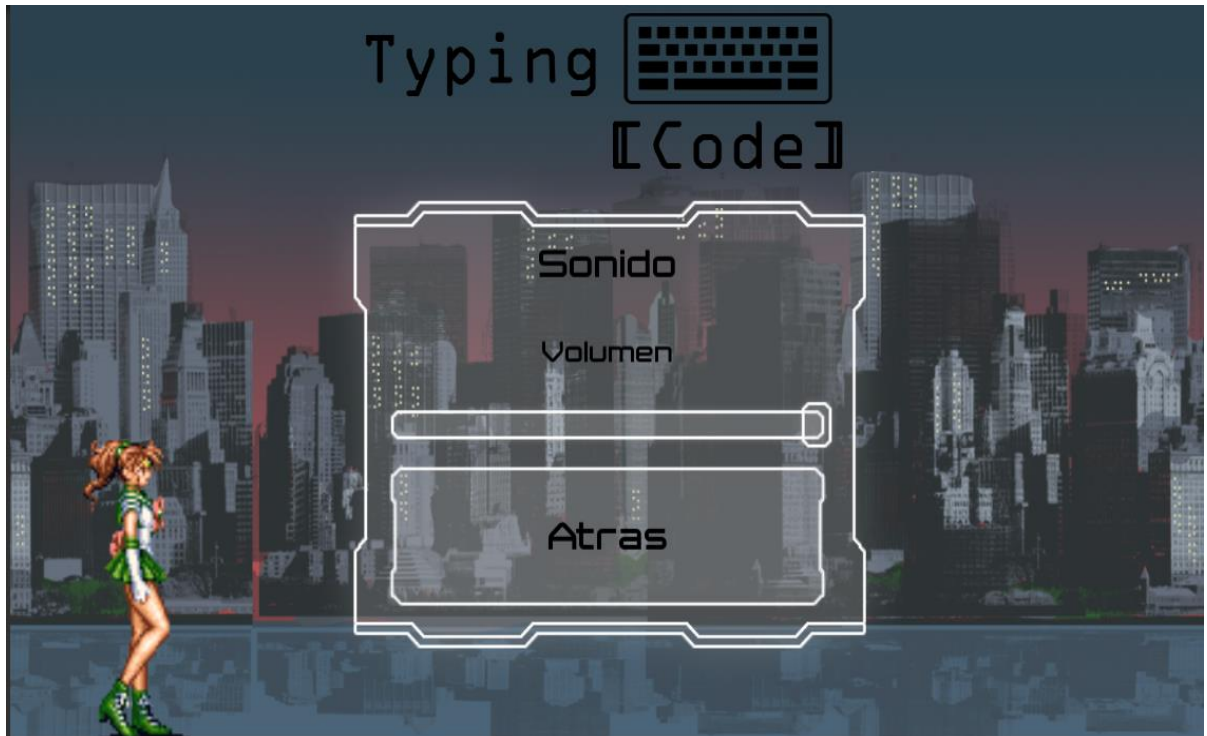 Typing
⟦Code⟧
Sonido
Volumen
Atras